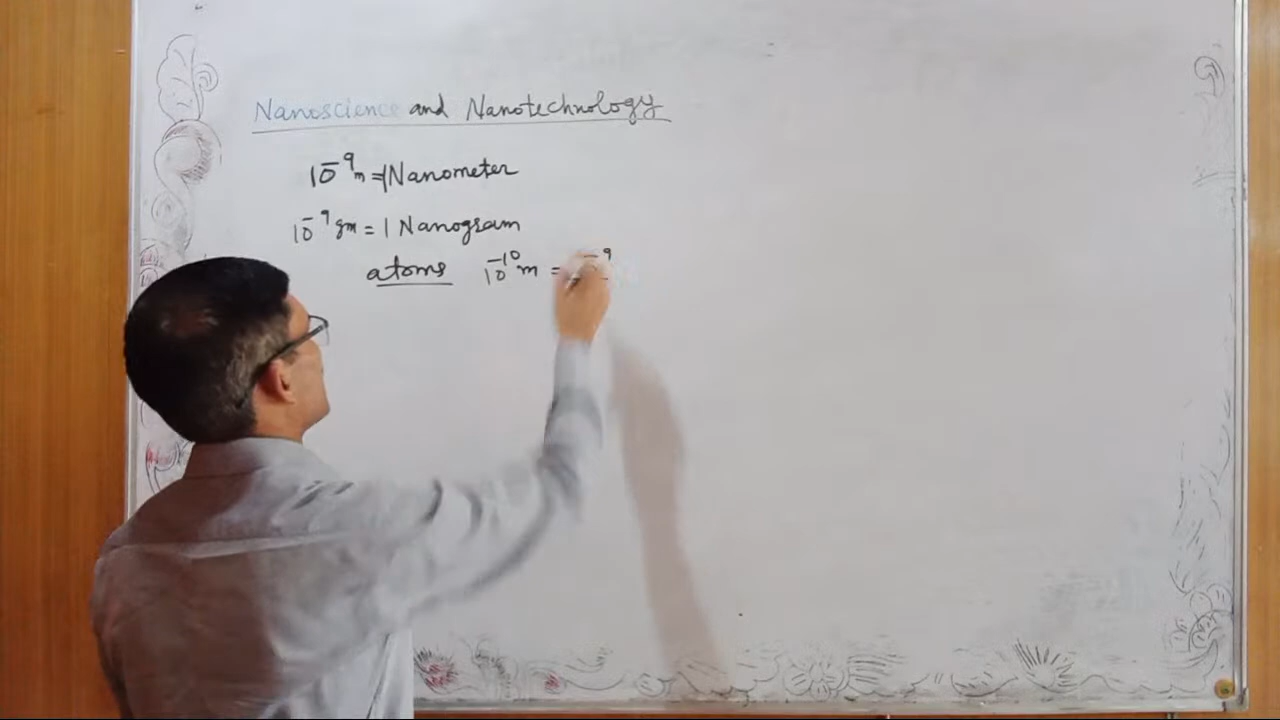 Nanoscience and Nanotechnology
10⁻⁹m = 1 Nanometer
10⁻⁹gm = 1 Nanogram
atoms 10⁻¹⁰m =